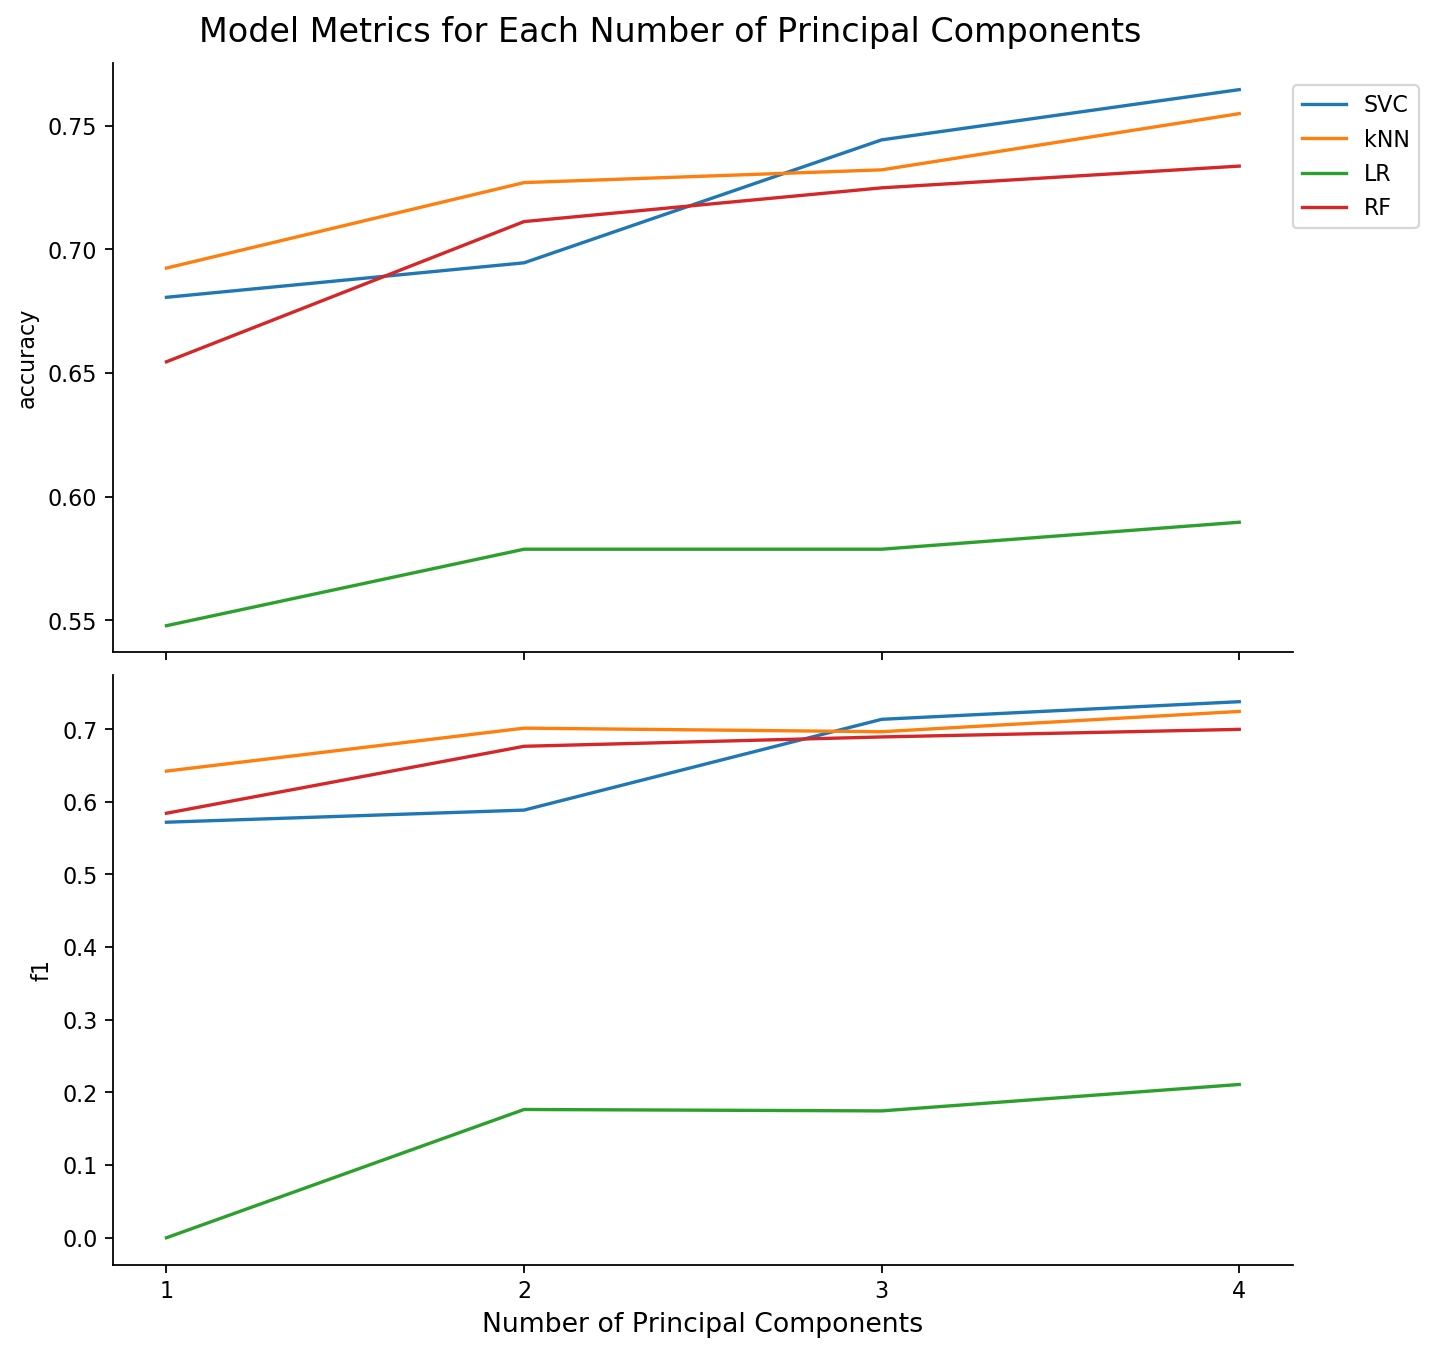 Model Metrics for Each Number of Principal Components
SVC
kNN
LR
RF
0.75
0.70
0.65
0.60
0.55
accuracy
0.7
0.6
0.5
0.4
0.3
0.2
0.1
0.0
f1
1 2 3 4
Number of Principal Components